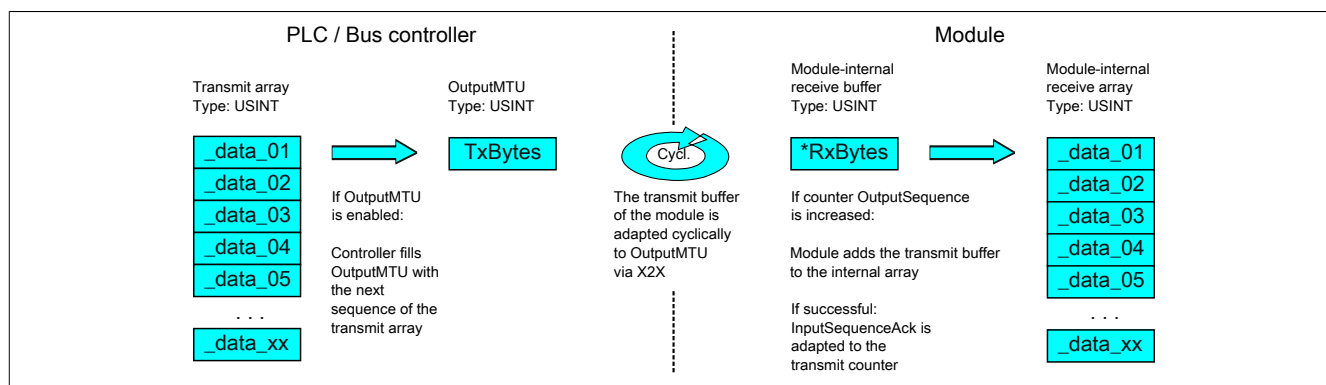 PLC / Bus controller
Module
Transmit array
Type: USINT
OutputMTU
Type: USINT
Module-internal
receive buffer
Type: USINT
Module-internal
receive array
Type: USINT
_data_01
_data_02
_data_03
_data_04
_data_05
. . .
_data_xx
If OutputMTU
is enabled:
Controller fills
OutputMTU with
the next
sequence of the
transmit array
TxBytes
Cycl.
The transmit buffer
of the module is
adapted cyclically
to OutputMTU
via X2X
*RxBytes
If counter OutputSequence
is increased:
Module adds the transmit buffer
to the internal array
If successful:
InputSequenceAck is
adapted to the
transmit counter
_data_01
_data_02
_data_03
_data_04
_data_05
. . .
_data_xx